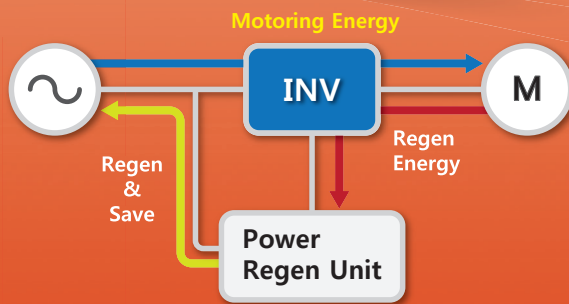 Motoring Energy
INV
M
Regen
Energy
Regen
&
Save
Power
Regen Unit